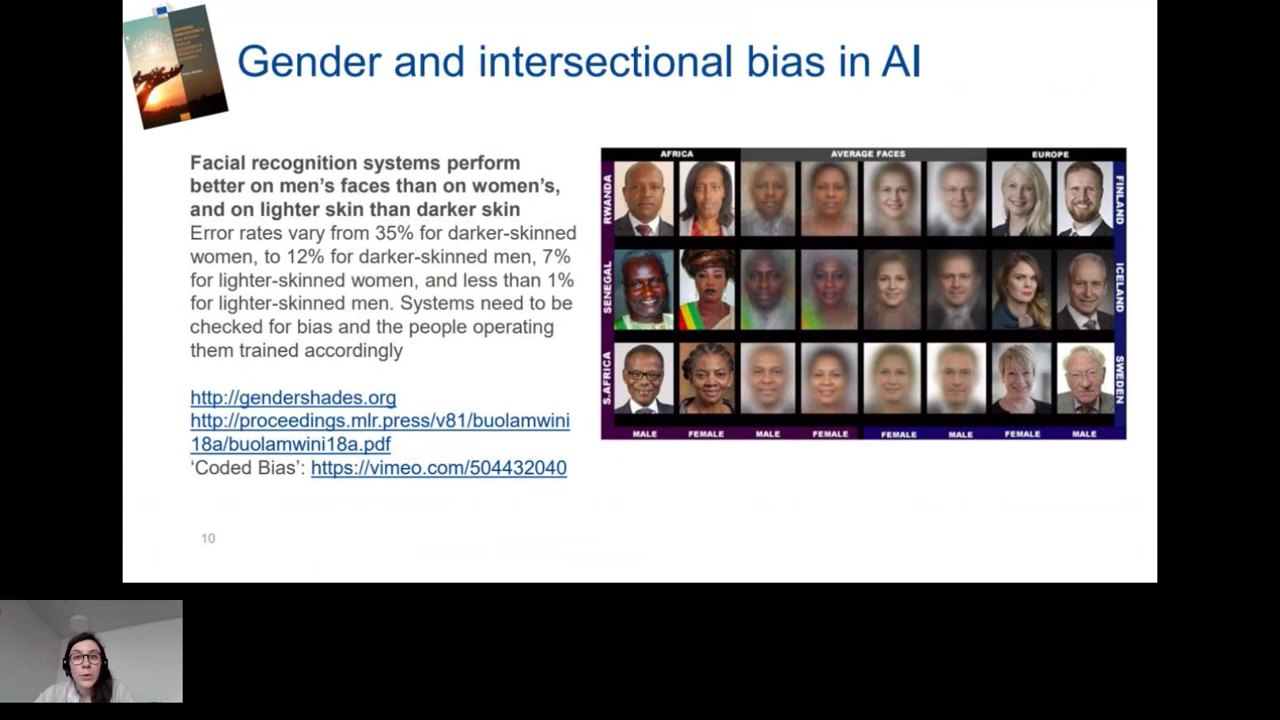 Gender and intersectional bias in AI
Facial recognition systems perform
better on men's faces than on women's,
and on lighter skin than darker skin
Error rates vary from 35% for darker-skinned
women, to 12% for darker-skinned men, 7%
for lighter-skinned women, and less than 1%
for lighter-skinned men. Systems need to be
checked for bias and the people operating
them trained accordingly
http://gendershades.org
http://proceedings.mlr.press/v81/buolamwini
18a/buolamwini18a.pdf
‘Coded Bias’: https://vimeo.com/504432040
AFRICA AVERAGE FACES EUROPE
RWANDA
FINLAND
SENEGAL
ICELAND
S.AFRICA
SWEDEN
MALE FEMALE MALE FEMALE FEMALE MALE FEMALE MALE
10